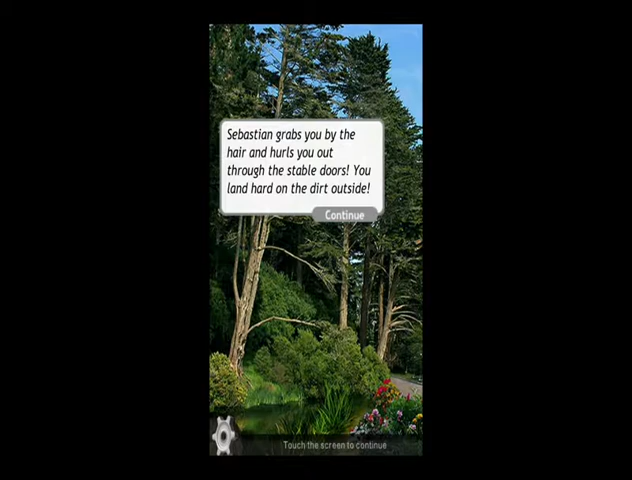 Sebastian grabs you by the
hair and hurls you out
through the stable doors! You
land hard on the dirt outside!
Continue
Touch the screen to continue